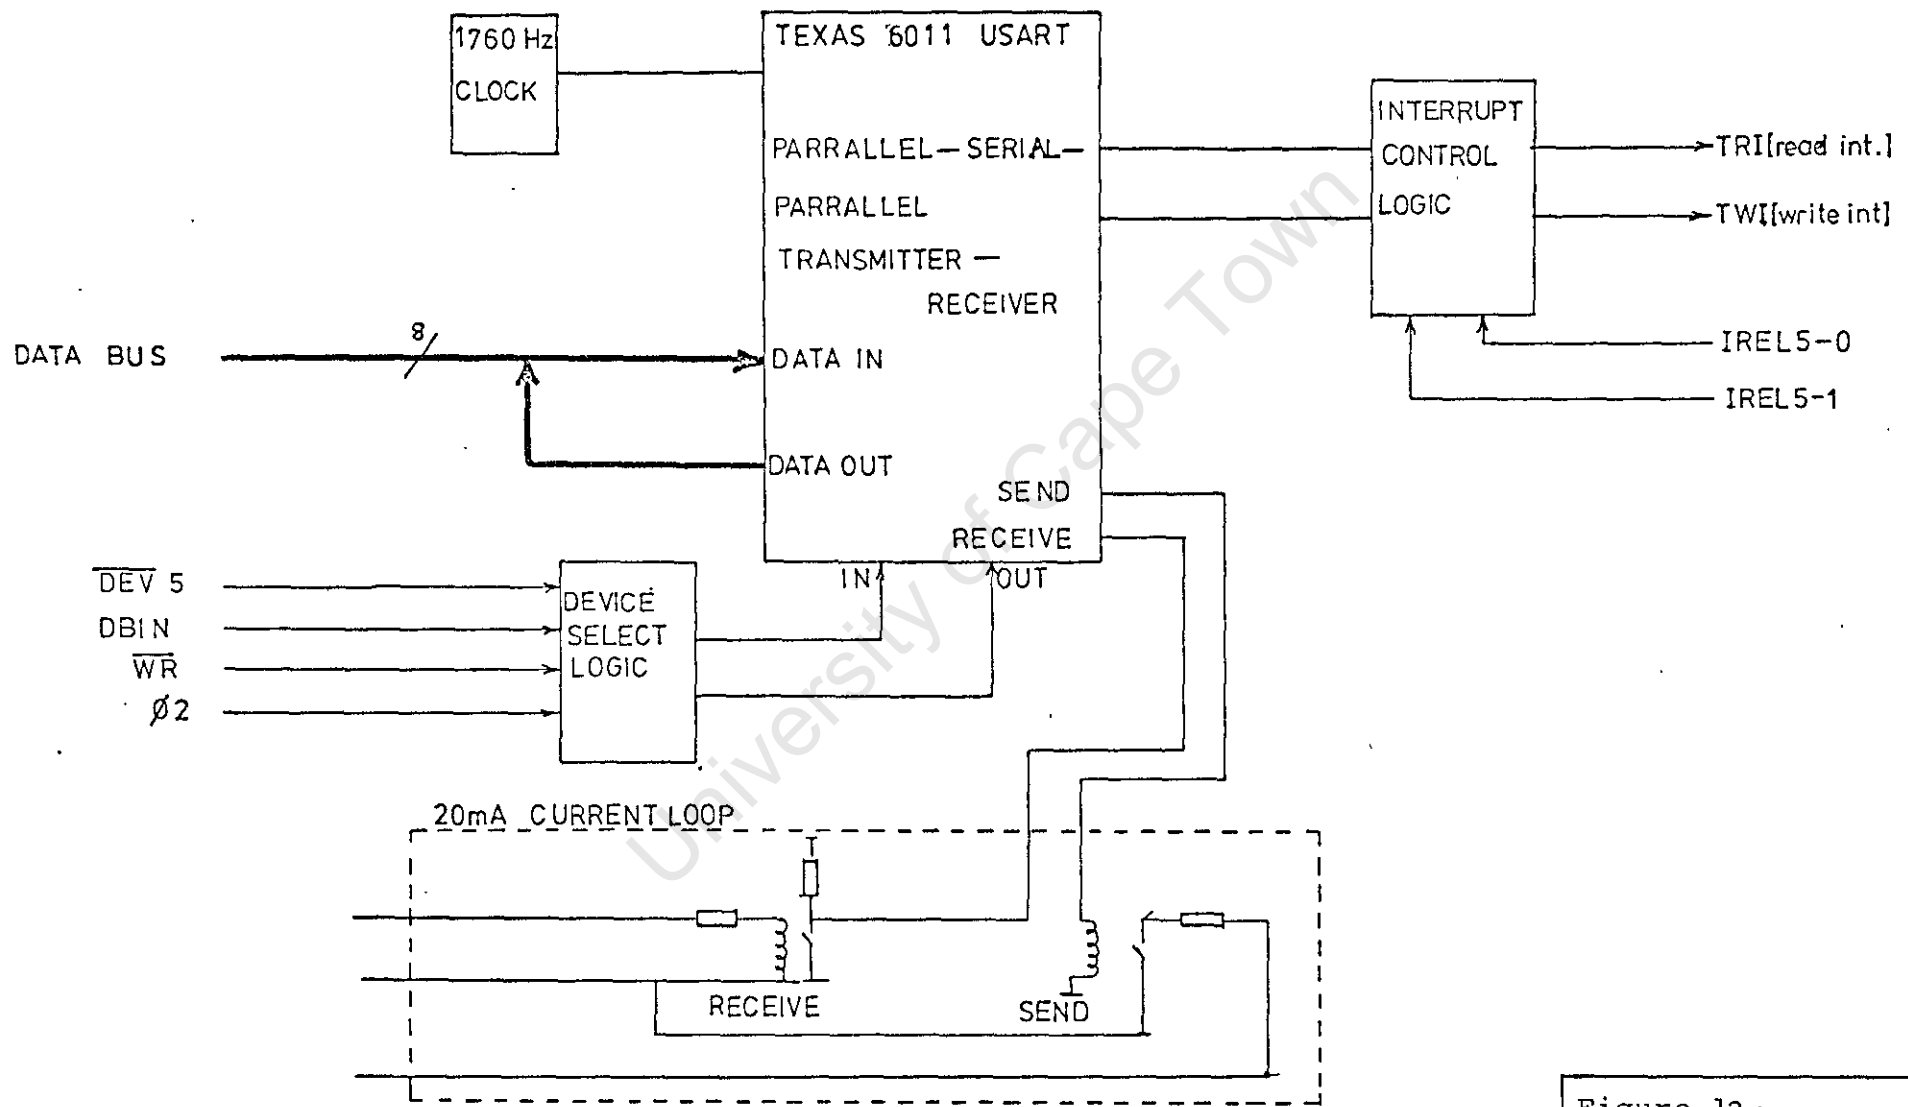 1760 Hz
CLOCK
TEXAS 6011 USART
PARRALLEL — SERIAL —
PARRALLEL
TRANSMITTER —
RECEIVER
DATA IN
DATA OUT
SEND
RECEIVE
IN
OUT
INTERRUPT
CONTROL
LOGIC
TRI[read int.]
TWI[write int]
IREL5-0
IREL5-1
DATA BUS
8
DEV 5
DBIN
WR
Ø2
DEVICE
SELECT
LOGIC
20mA CURRENT LOOP
RECEIVE
SEND
University of Cape Town